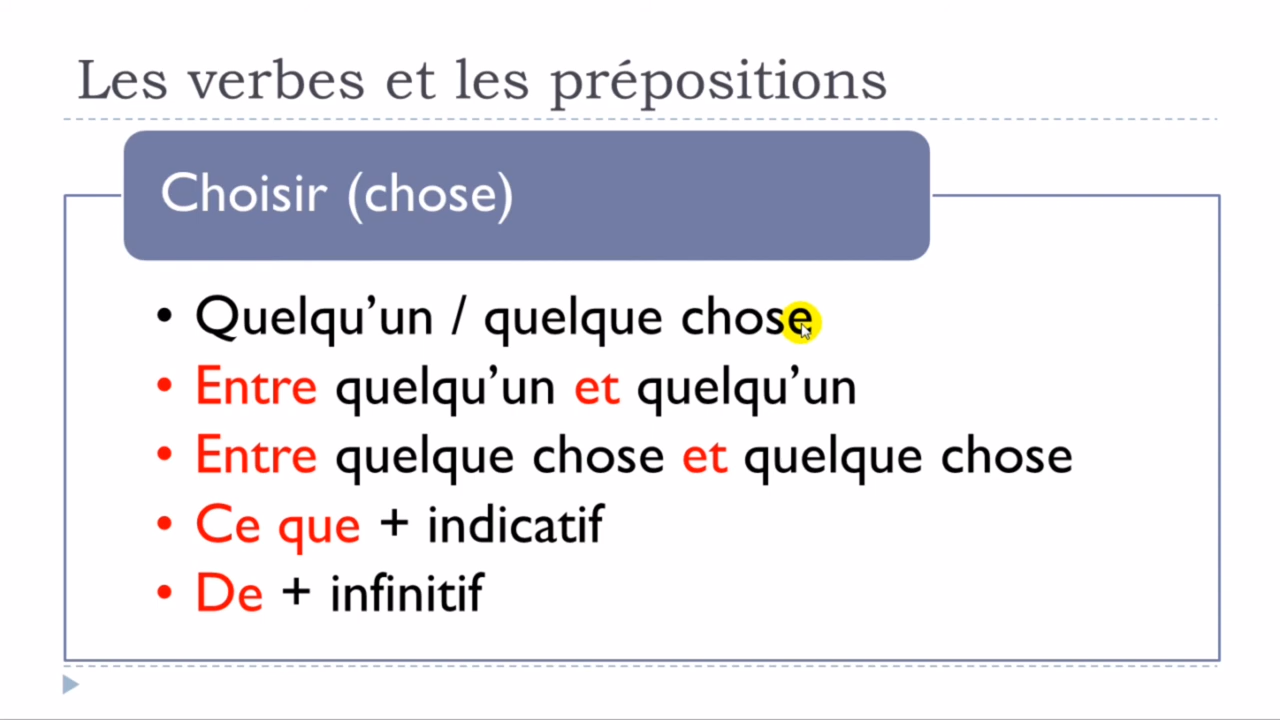 Les verbes et les prépositions
Choisir (chose)
• Quelqu’un / quelque chose
• Entre quelqu’un et quelqu’un
• Entre quelque chose et quelque chose
• Ce que + indicatif
• De + infinitif